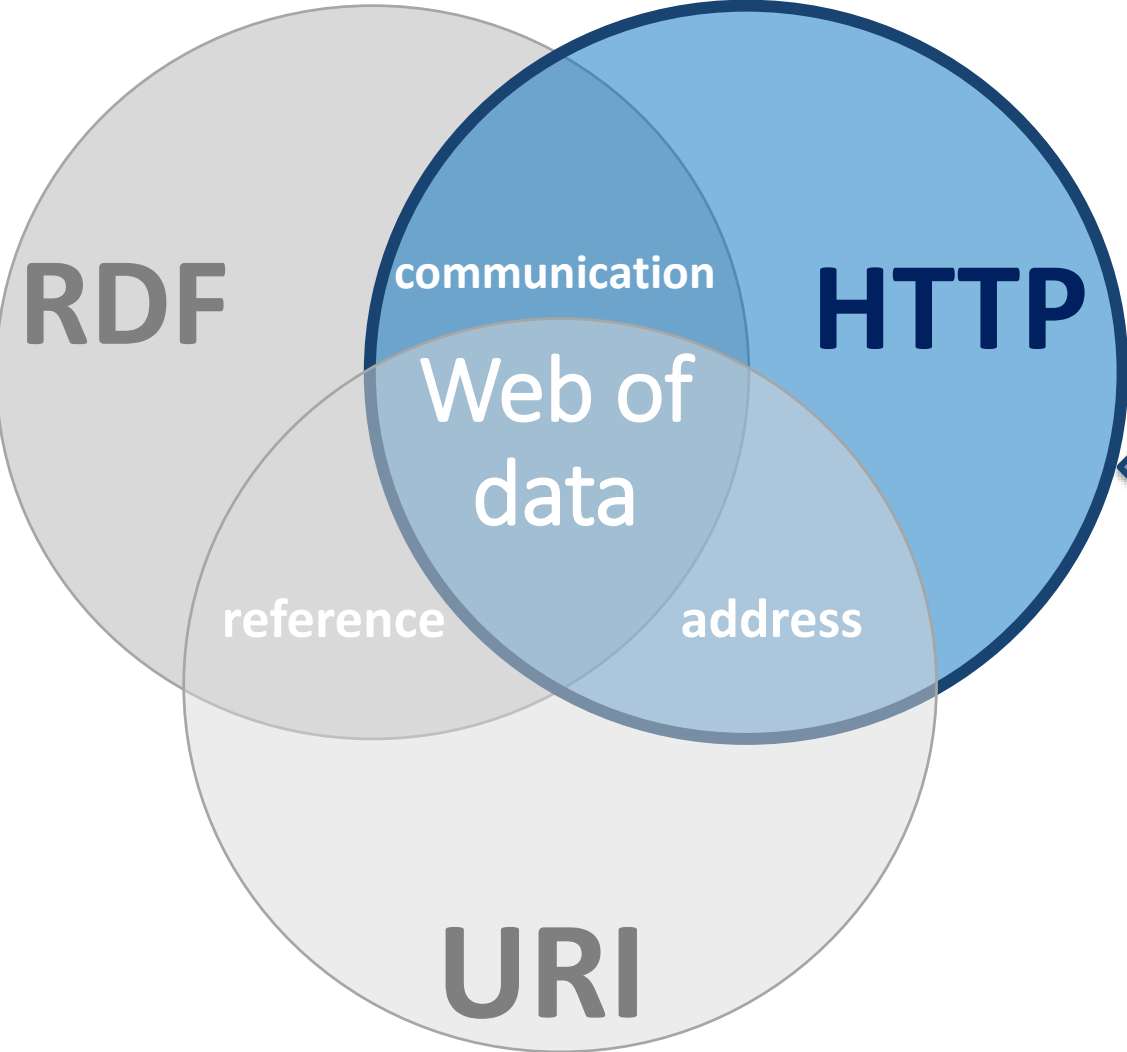 RDF
communication
HTTP
Web of
data
reference
address
URI